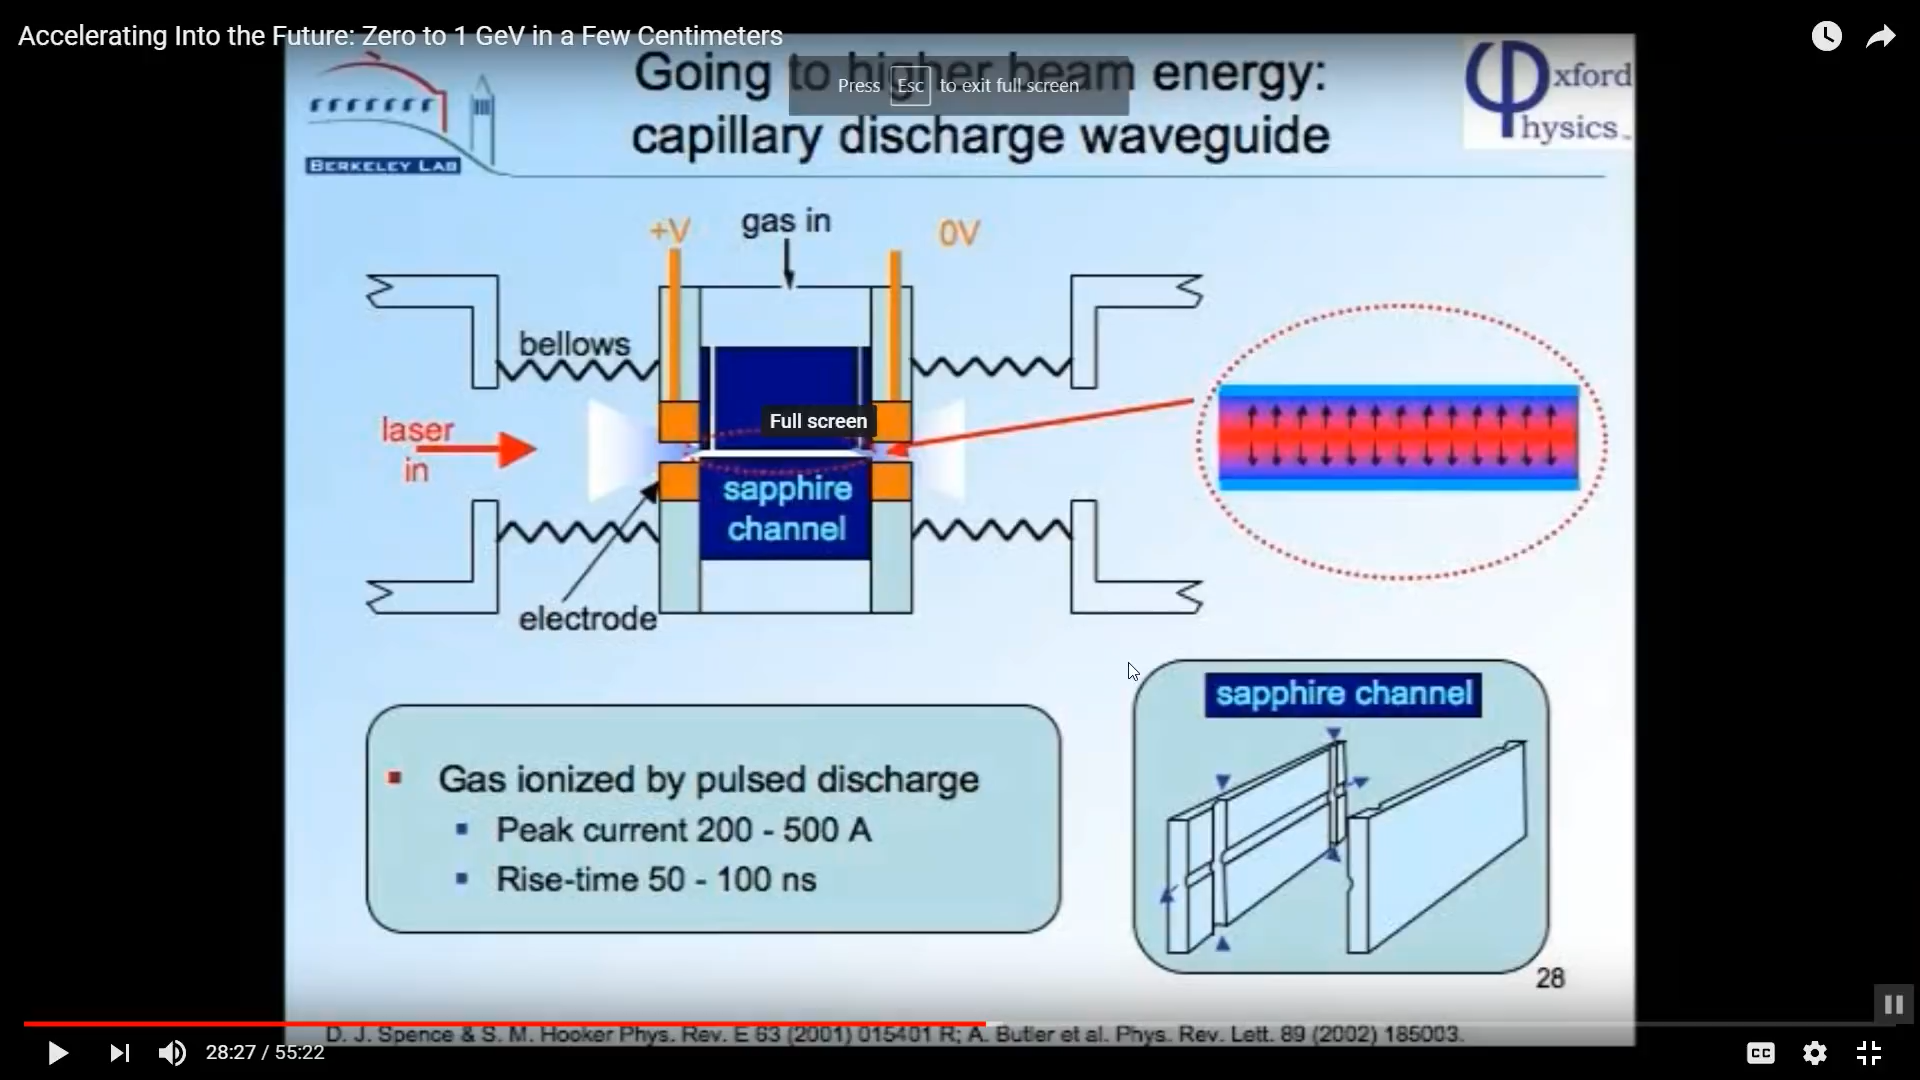 Accelerating Into the Future: Zero to 1 GeV in a Few Centimeters
Going to higher beam energy:
capillary discharge waveguide
Press Esc to exit full screen
BERKELEY LAB
Oxford
Physics
+V
gas in
0V
bellows
laser
in
Full screen
sapphire
channel
electrode
sapphire channel
Gas ionized by pulsed discharge
Peak current 200 - 500 A
Rise-time 50 - 100 ns
28
D. J. Spence & S. M. Hooker Phys. Rev. E 63 (2001) 015401 R; A. Butler et al. Phys. Rev. Lett. 89 (2002) 185003.
28:27 / 55:22
CC